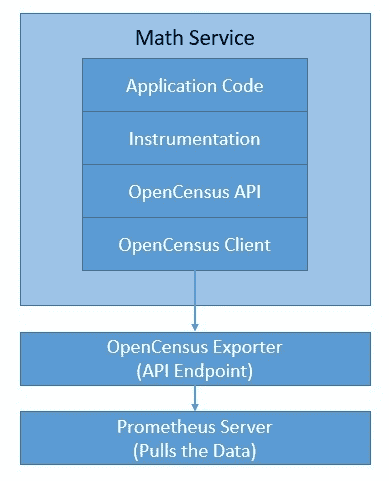 Math Service
Application Code
Instrumentation
OpenCensus API
OpenCensus Client
OpenCensus Exporter
(API Endpoint)
Prometheus Server
(Pulls the Data)